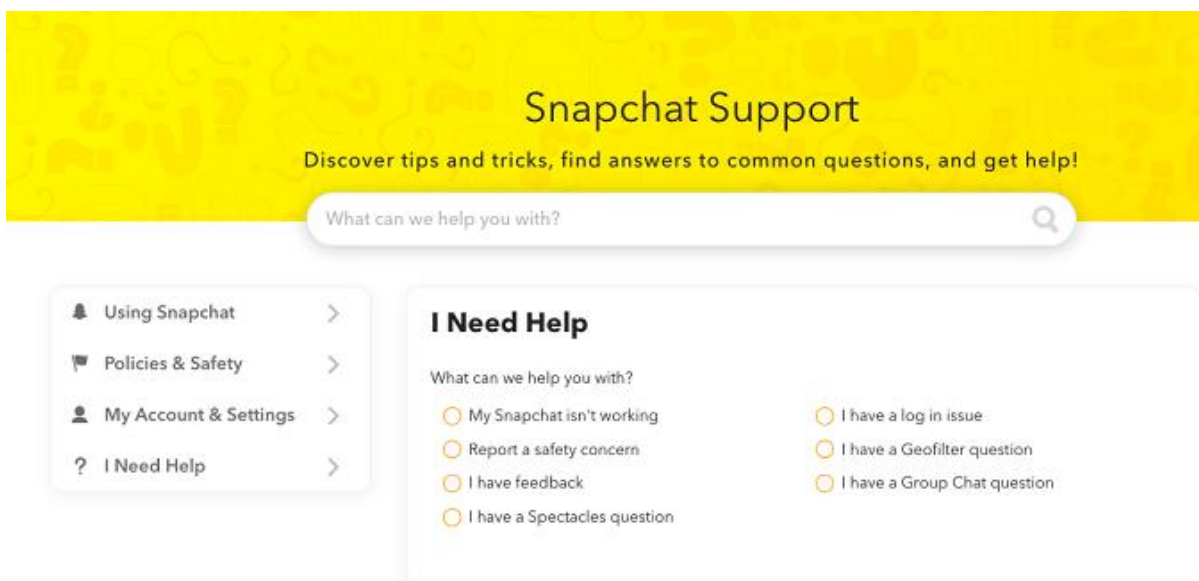 Snapchat Support
Discover tips and tricks, find answers to common questions, and get help!
What can we help you with?
Using Snapchat
Policies & Safety
My Account & Settings
? I Need Help
I Need Help
What can we help you with?
My Snapchat isn't working
Report a safety concern
I have feedback
I have a Spectacles question
I have a log in issue
I have a Geofilter question
I have a Group Chat question